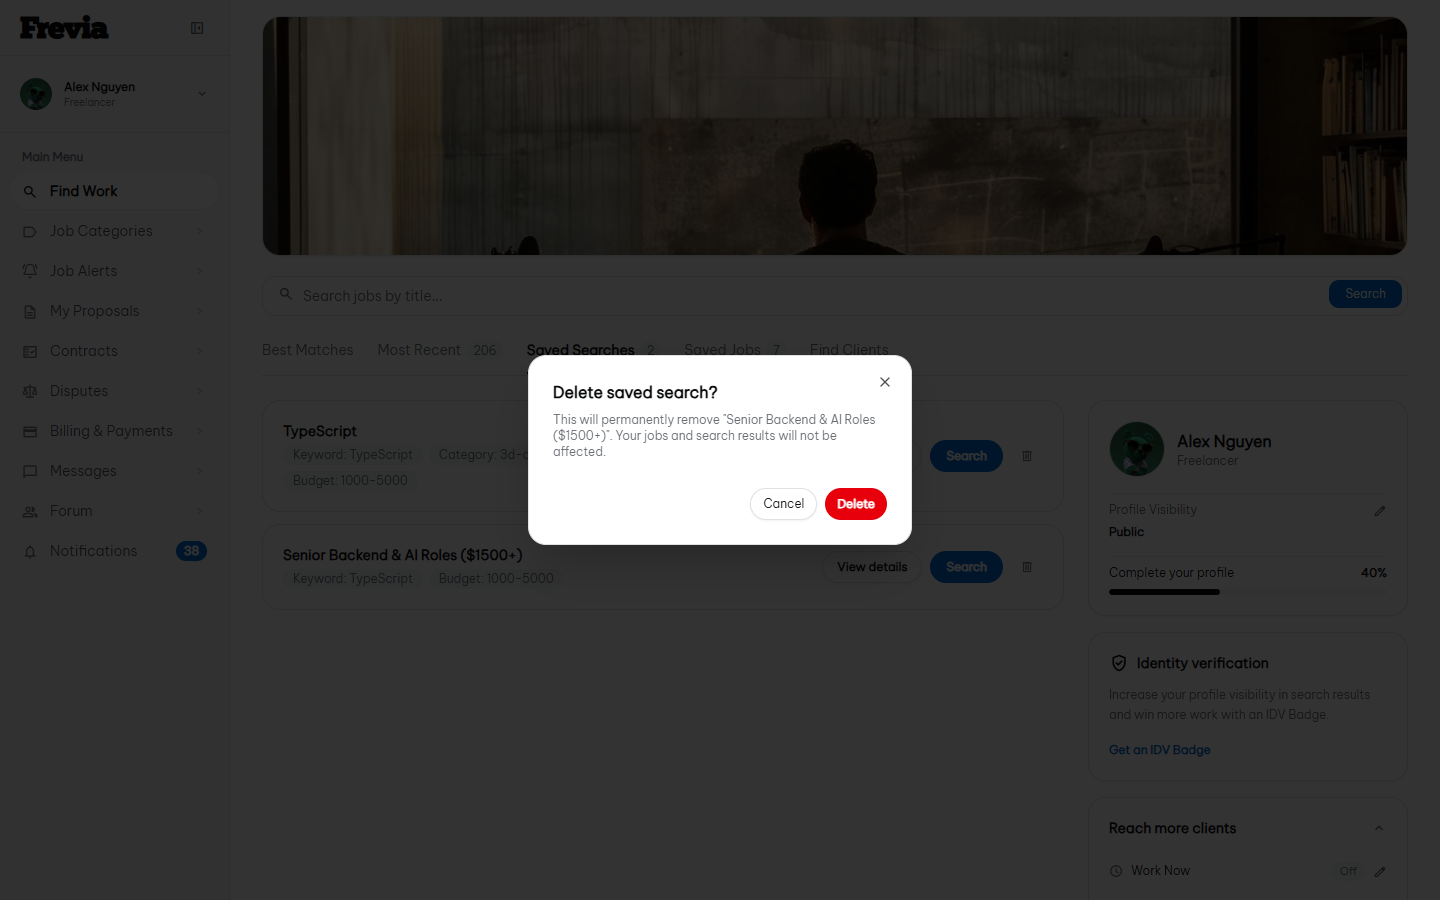 Frevia
Alex Nguyen
Freelancer
Main Menu
Find Work
Job Categories
Job Alerts
My Proposals
Contracts
Disputes
Billing & Payments
Messages
Forum
Notifications 38
Search jobs by title...
Search
Best Matches
Most Recent 206
Saved Searches 2
Saved Jobs 7
Find Clients
TypeScript
Keyword: TypeScript
Category: 3d-
Budget: 1000-5000
Search
Senior Backend & AI Roles ($1500+)
Keyword: TypeScript
Budget: 1000-5000
View details
Search
Delete saved search?
This will permanently remove "Senior Backend & AI Roles
($1500+)". Your jobs and search results will not be
affected.
Cancel
Delete
Alex Nguyen
Freelancer
Profile Visibility
Public
Complete your profile 40%
Identity verification
Increase your profile visibility in search results
and win more work with an IDV Badge.
Get an IDV Badge
Reach more clients
Work Now Off